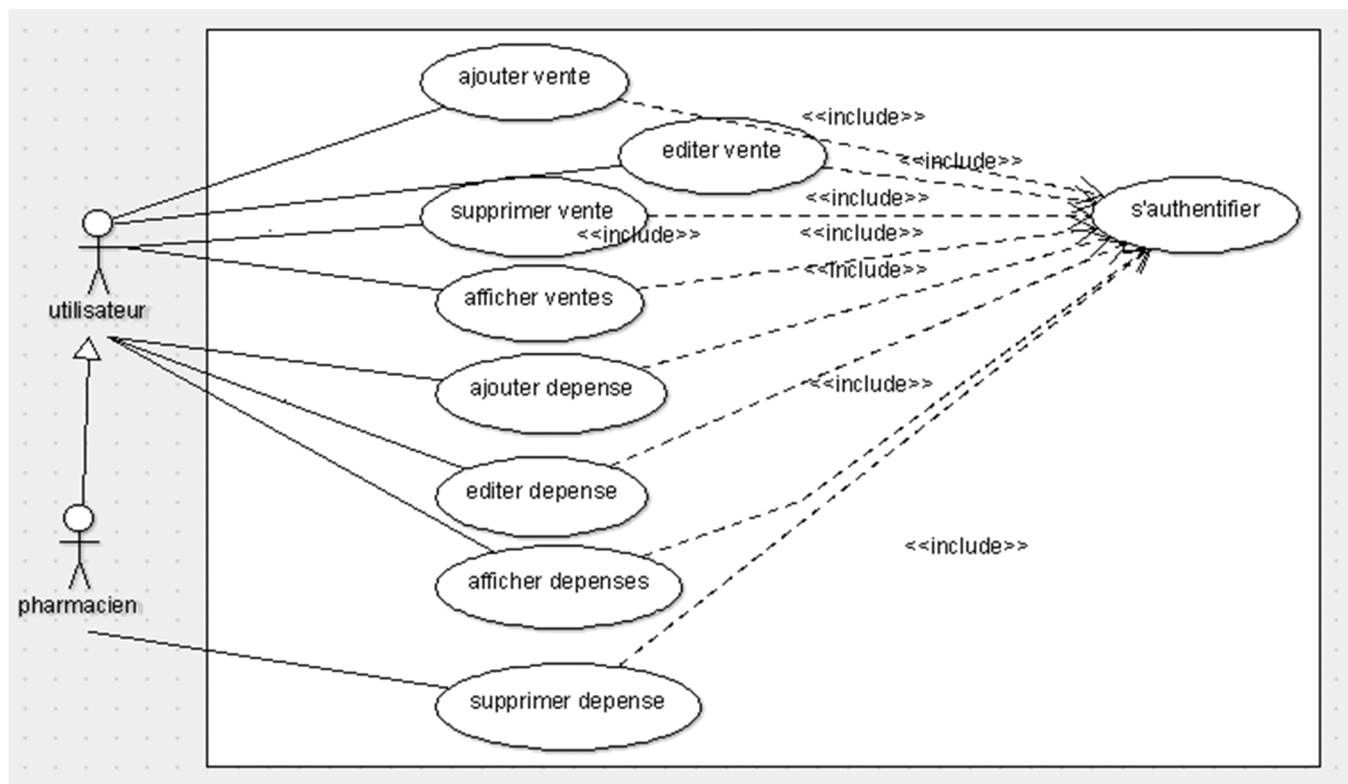 ajouter vente
<<include>>
editer vente
<<include>>
supprimer vente
<<include>>
s'authentifier
<<include>>
<<include>>
afficher ventes
<<include>>
utilisateur
ajouter depense
<<include>>
editer depense
<<include>>
afficher depenses
pharmacien
supprimer depense